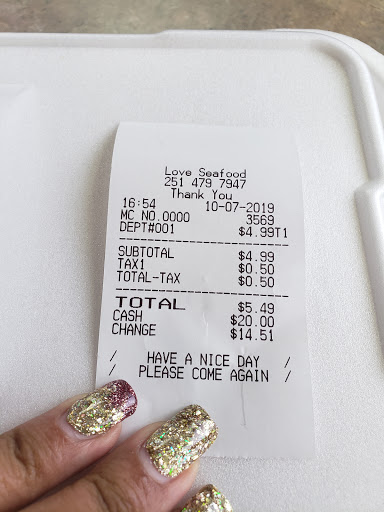 Love Seafood
251 479 7947
Thank You
16:54 10-07-2019
MC NO.0000 3569
DEPT#001 $4.99T1
SUBTOTAL $4.99
TAX1 $0.50
TOTAL-TAX $0.50
TOTAL $5.49
CASH $20.00
CHANGE $14.51
/ HAVE A NICE DAY /
/ PLEASE COME AGAIN /